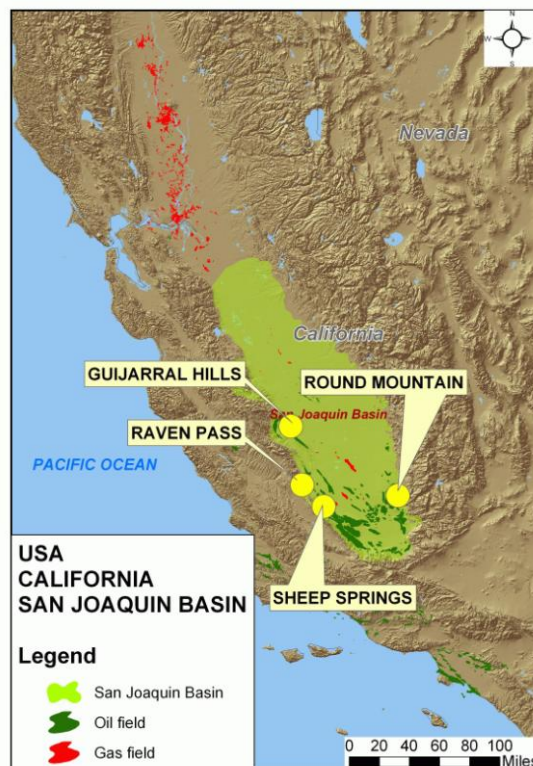 N
W
S
Nevada
California
GUIJARRAL HILLS
ROUND MOUNTAIN
San Joaquin Basin
RAVEN PASS
PACIFIC OCEAN
SHEEP SPRINGS
USA
CALIFORNIA
SAN JOAQUIN BASIN
Legend
San Joaquin Basin
Oil field
Gas field
0 20 40 60 80 100
Miles